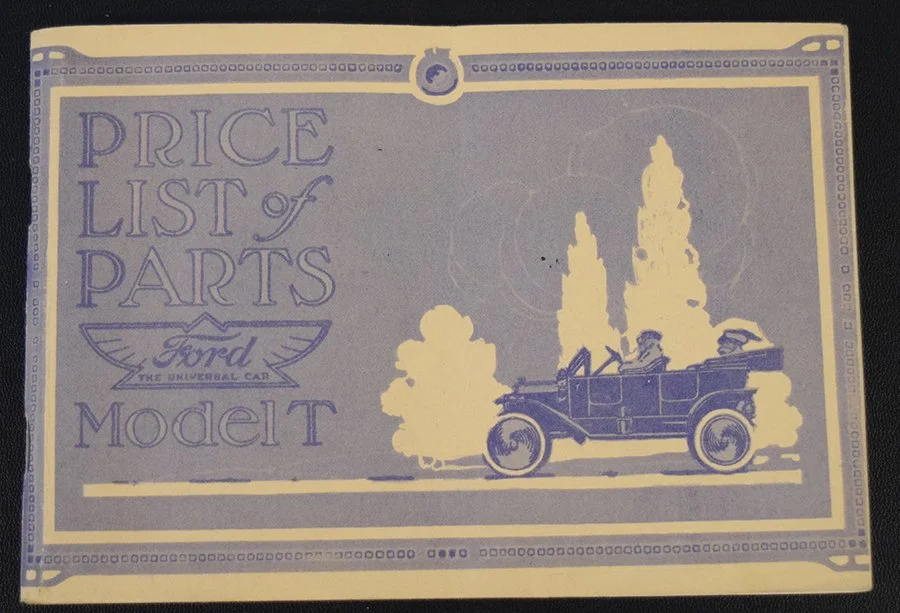 PRICE
LIST of
PARTS
Ford
THE UNIVERSAL CAR
Model T